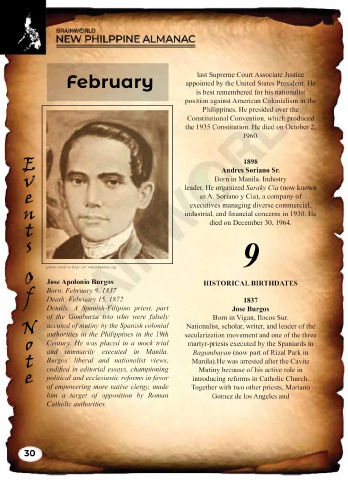 BRAINWORLD
NEW PHILPPINE ALMANAC
February
Events Of Note
Jose Apolonio Burgos
Born: February 9, 1837
Death: February 15, 1872
Details: A Spanish-Filipino priest, part
of the Gomburza trio who were falsely
accused of mutiny by the Spanish colonial
authorities in the Philippines in the 19th
Century. He was placed in a mock trial
and summarily executed in Manila.
Burgos' liberal and nationalist views,
codified in editorial essays, championing
political and ecclesiastic reforms in favor
of empowering more native clergy, made
him a target of opposition by Roman
Catholic authorities.
last Supreme Court Associate Justice
appointed by the United States President. He
is best remembered for his nationalist
position against American Colonialism in the
Philippines. He presided over the
Constitutional Convention, which produced
the 1935 Constitution. He died on October 2,
1960
1898
Andres Soriano Sr.
Born in Manila. Industry
leader. He organized Sorsky Cia (now known
as A. Soriano y Cia), a company of
executives managing diverse commercial,
industrial, and financial concerns in 1930. He
died on December 30, 1964.
9
HISTORICAL BIRTHDATES
1837
Jose Burgos
Born in Vigan, Ilocos Sur.
Nationalist, scholar, writer, and leader of the
secularization movement and one of the three
martyr-priests executed by the Spaniards in
Bagumbayan (now part of Rizal Park in
Manila).He was arrested after the Cavite
Mutiny because of his active role in
introducing reforms in Catholic Church.
Together with two other priests, Mariano
Gomez de los Angeles and
30